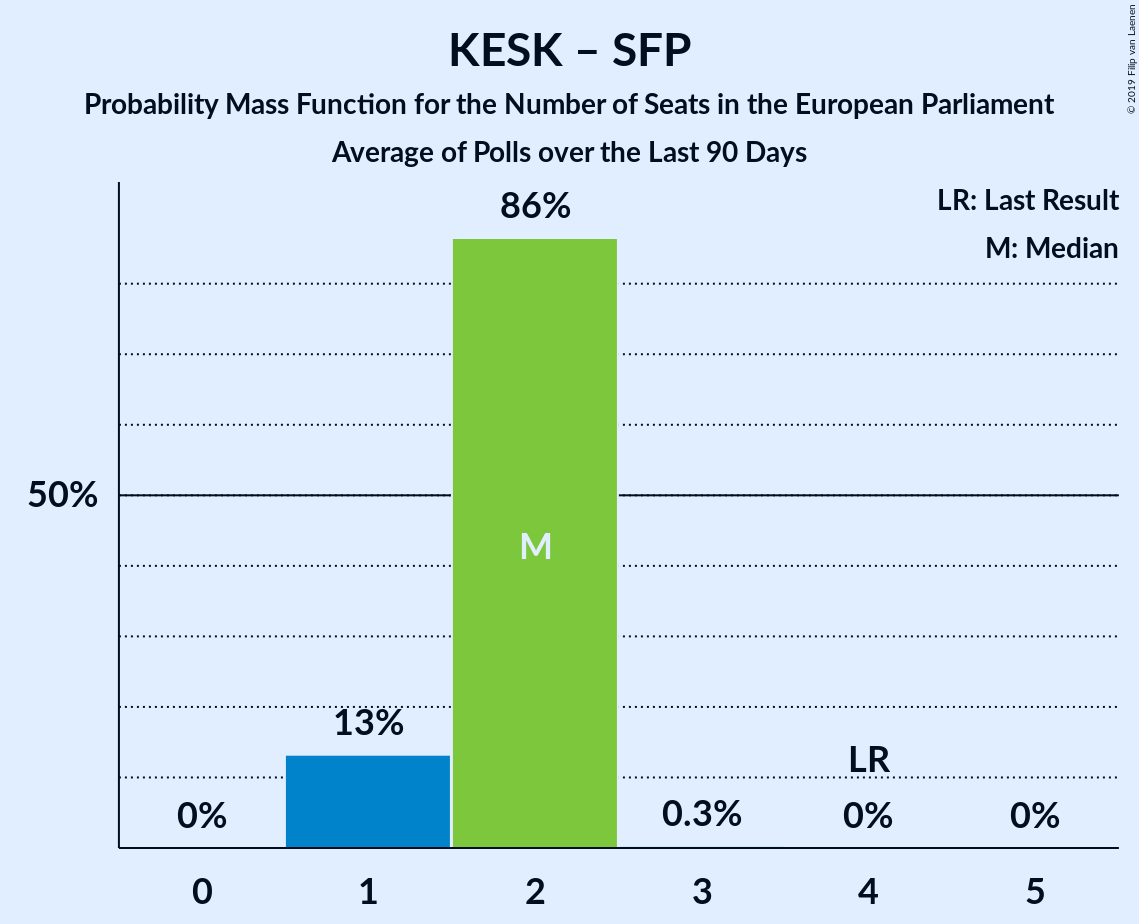 KESK – SFP
Probability Mass Function for the Number of Seats in the European Parliament
Average of Polls over the Last 90 Days
© 2019 Filip van Laenen
LR: Last Result
M: Median
86%
50%
M
13%
LR
0%
0.3%
0%
0%
0 1 2 3 4 5